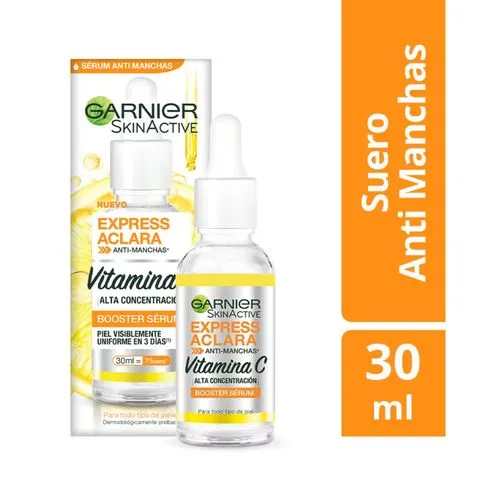 SÉRUM ANTI MANCHAS
GARNIER
SKINACTIVE
NUEVO
EXPRESS
ACLARA
ANTI-MANCHAS*
Vitamina
ALTA CONCENTRACIÓ
BOOSTER SÉRUM
PIEL VISIBLEMENTE
UNIFORME EN 3 DÍAS
30ml =
Para todo tipo de piel
Dermatológicamente probado
GARNIER
SKINACTIVE
EXPRESS
ACLARA
ANTI-MANCHAS*
Vitamina C
ALTA CONCENTRACIÓN
BOOSTER SÉRUM
Para todo tipo de piel
Suero
Anti Manchas
30
ml